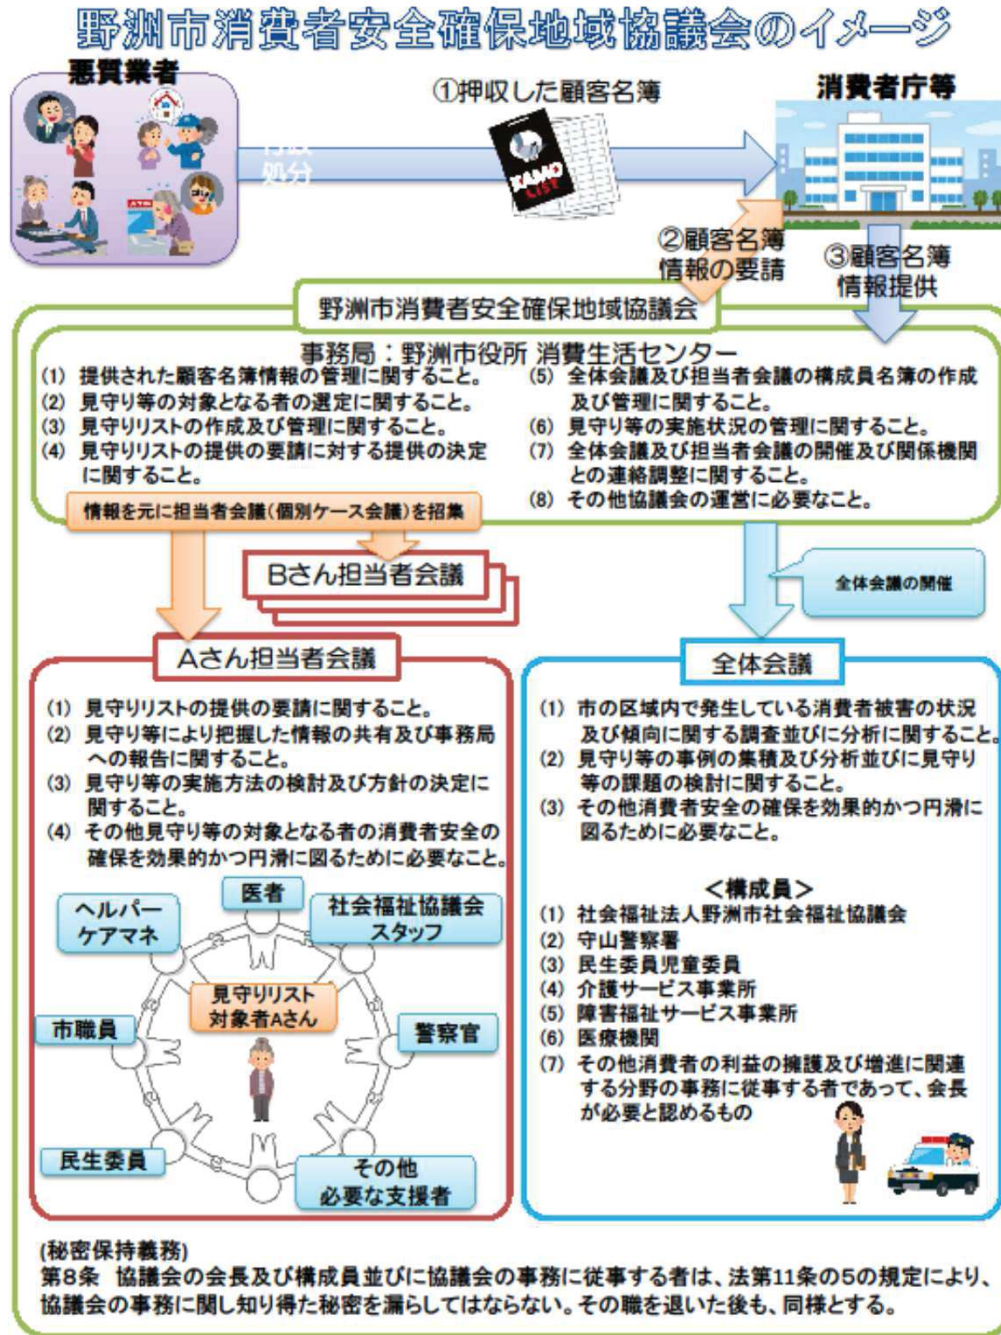 野洲市消費者安全確保地域協議会のイメージ
悪質業者
①押収した顧客名簿
消費者庁等
処分
KAMO
LIST
②顧客名簿
情報の要請
③顧客名簿
情報提供
野洲市消費者安全確保地域協議会
事務局：野洲市役所 消費生活センター
(1) 提供された顧客名簿情報の管理に関すること。
(2) 見守り等の対象となる者の選定に関すること。
(3) 見守りリストの作成及び管理に関すること。
(4) 見守りリストの提供の要請に対する提供の決定
に関すること。
(5) 全体会議及び担当者会議の構成員名簿の作成
及び管理に関すること。
(6) 見守り等の実施状況の管理に関すること。
(7) 全体会議及び担当者会議の開催及び関係機関
との連絡調整に関すること。
(8) その他協議会の運営に必要なこと。
情報を元に担当者会議(個別ケース会議)を招集
Bさん担当者会議
全体会議の開催
Aさん担当者会議
(1) 見守りリストの提供の要請に関すること。
(2) 見守り等により把握した情報の共有及び事務局
への報告に関すること。
(3) 見守り等の実施方法の検討及び方針の決定に
関すること。
(4) その他見守り等の対象となる者の消費者安全の
確保を効果的かつ円滑に図るために必要なこと。
医者
ヘルパー
ケアマネ
社会福祉協議会
スタッフ
見守りリスト
対象者Aさん
市職員
警察官
民生委員
その他
必要な支援者
全体会議
(1) 市の区域内で発生している消費者被害の状況
及び傾向に関する調査並びに分析に関すること。
(2) 見守り等の事例の集積及び分析並びに見守り
等の課題の検討に関すること。
(3) その他消費者安全の確保を効果的かつ円滑に
図るために必要なこと。
＜構成員＞
(1) 社会福祉法人野洲市社会福祉協議会
(2) 守山警察署
(3) 民生委員児童委員
(4) 介護サービス事業所
(5) 障害福祉サービス事業所
(6) 医療機関
(7) その他消費者の利益の擁護及び増進に関連
する分野の事務に従事する者であって、会長
が必要と認めるもの
(秘密保持義務)
第8条 協議会の会長及び構成員並びに協議会の事務に従事する者は、法第11条の5の規定により、
協議会の事務に関し知り得た秘密を漏らしてはならない。その職を退いた後も、同様とする。